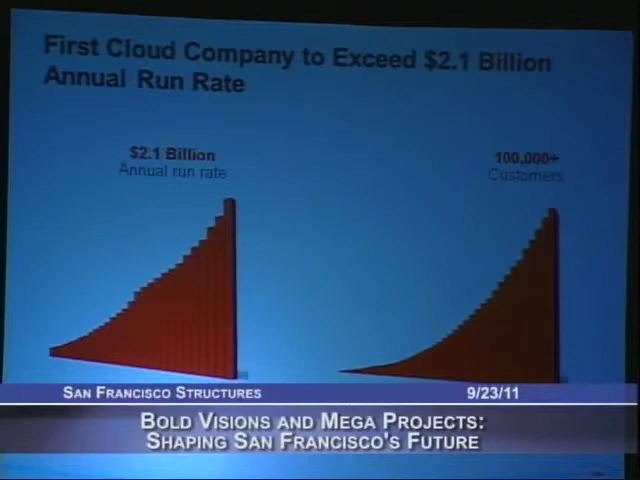 First Cloud Company to Exceed $2.1 Billion
Annual Run Rate
$2.1 Billion
Annual run rate
100,000+
Customers
San Francisco Structures
9/23/11
Bold Visions and Mega Projects:
Shaping San Francisco's Future